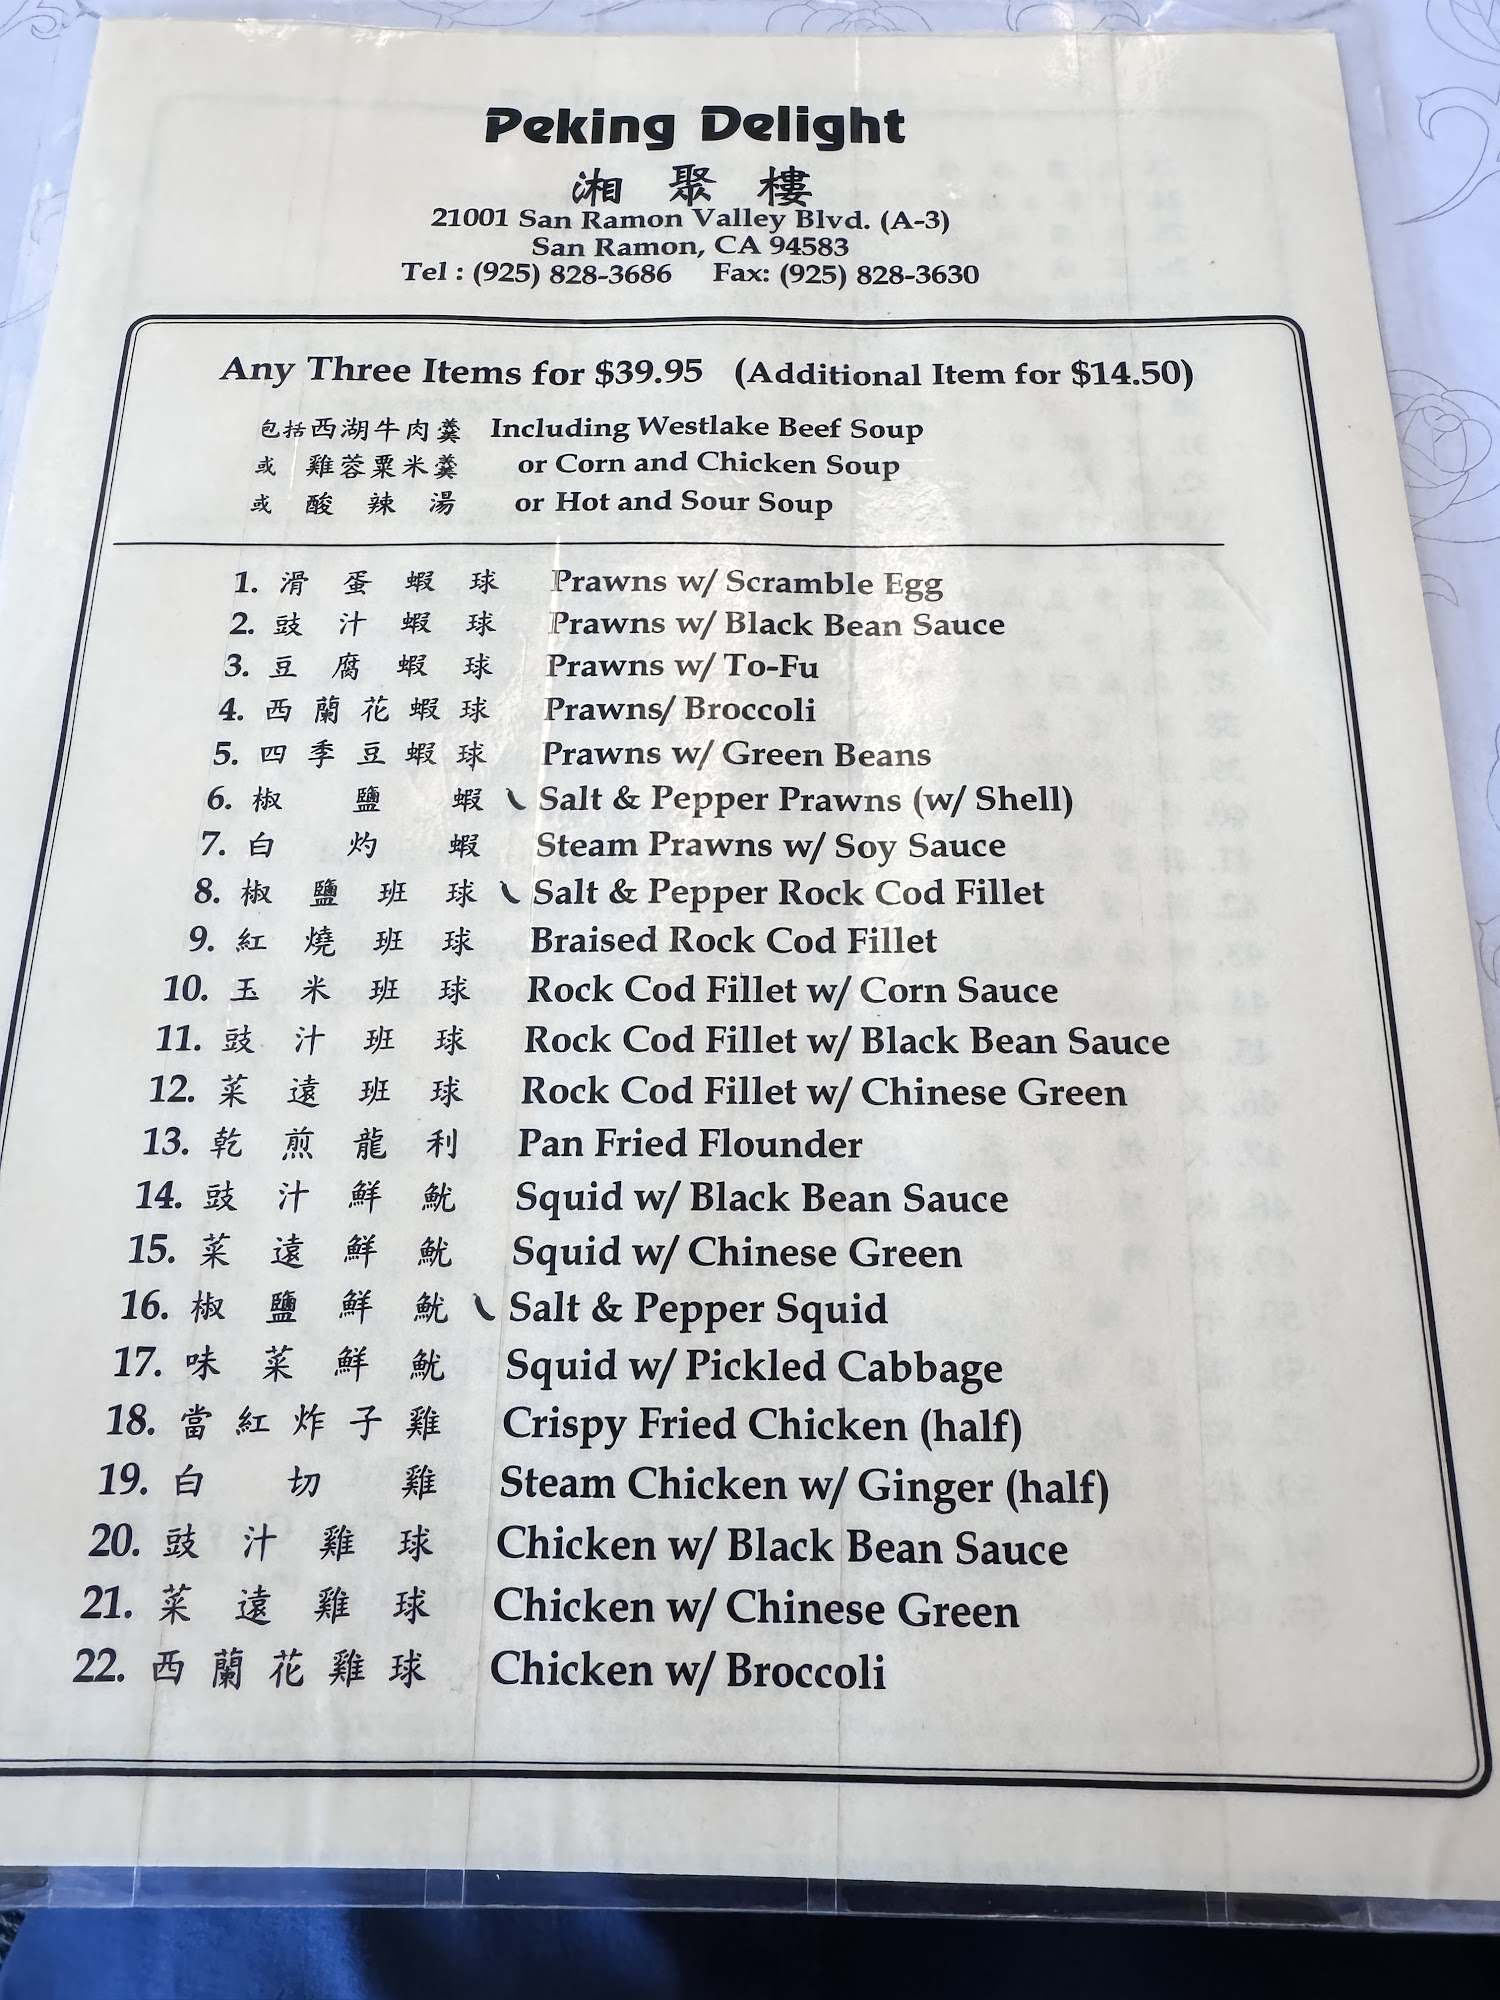 Peking Delight
湘聚樓
21001 San Ramon Valley Blvd. (A-3)
San Ramon, CA 94583
Tel : (925) 828-3686 Fax: (925) 828-3630
Any Three Items for $39.95 (Additional Item for $14.50)
包括西湖牛肉羹 Including Westlake Beef Soup
或 雞蓉粟米羹 or Corn and Chicken Soup
或 酸辣湯 or Hot and Sour Soup
1. 滑蛋蝦球 Prawns w/ Scramble Egg
2. 豉汁蝦球 Prawns w/ Black Bean Sauce
3. 豆腐蝦球 Prawns w/ To-Fu
4. 西蘭花蝦球 Prawns/ Broccoli
5. 四季豆蝦球 Prawns w/ Green Beans
6. 椒鹽蝦 Salt & Pepper Prawns (w/ Shell)
7. 白灼蝦 Steam Prawns w/ Soy Sauce
8. 椒鹽班球 Salt & Pepper Rock Cod Fillet
9. 紅燒班球 Braised Rock Cod Fillet
10. 玉米班球 Rock Cod Fillet w/ Corn Sauce
11. 豉汁班球 Rock Cod Fillet w/ Black Bean Sauce
12. 菜遠班球 Rock Cod Fillet w/ Chinese Green
13. 乾煎龍利 Pan Fried Flounder
14. 豉汁鮮魷 Squid w/ Black Bean Sauce
15. 菜遠鮮魷 Squid w/ Chinese Green
16. 椒鹽鮮魷 Salt & Pepper Squid
17. 味菜鮮魷 Squid w/ Pickled Cabbage
18. 當紅炸子雞 Crispy Fried Chicken (half)
19. 白切雞 Steam Chicken w/ Ginger (half)
20. 豉汁雞球 Chicken w/ Black Bean Sauce
21. 菜遠雞球 Chicken w/ Chinese Green
22. 西蘭花雞球 Chicken w/ Broccoli